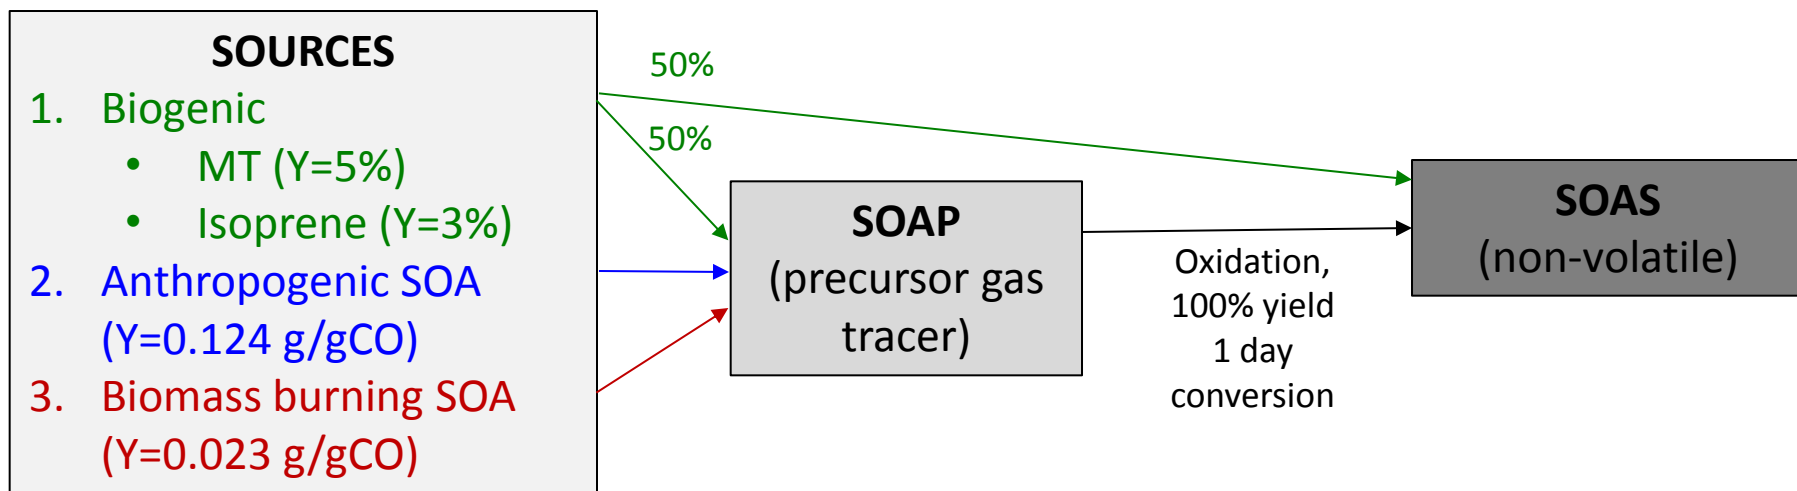 SOURCES
1. Biogenic
• MT (Y=5%)
• Isoprene (Y=3%)
2. Anthropogenic SOA
(Y=0.124 g/gCO)
3. Biomass burning SOA
(Y=0.023 g/gCO)
50%
50%
SOAP
(precursor gas
tracer)
Oxidation,
100% yield
1 day
conversion
SOAS
(non-volatile)